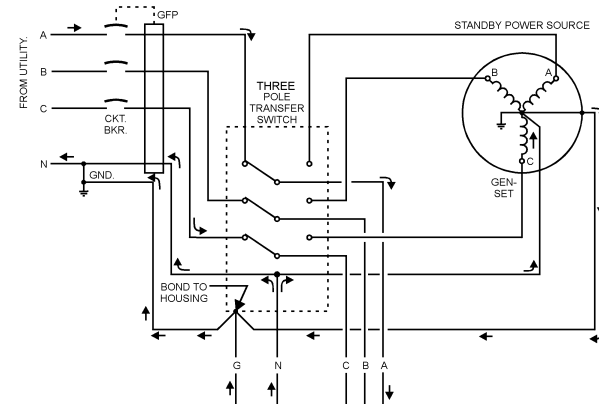 GFP
STANDBY POWER SOURCE
A
FROM UTILITY.
B
A
B
THREE
POLE
TRANSFER
SWITCH
C
CKT.
BKR.
N
C
GND.
GEN-
SET
BOND TO
HOUSING
G N C B A